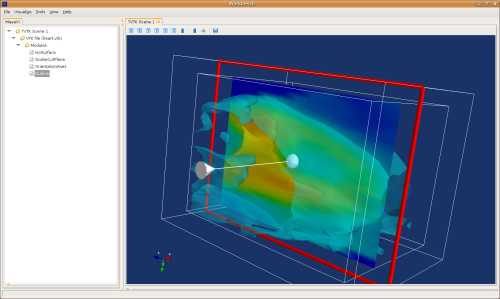 File Visualize Tools View Help
MayaVi
TVTK Scene 1
TVTK Scene 1
VTK file (heart.vtk)
Modules
IsoSurface
ScalarCutPlane
OrientationAxes
Outline